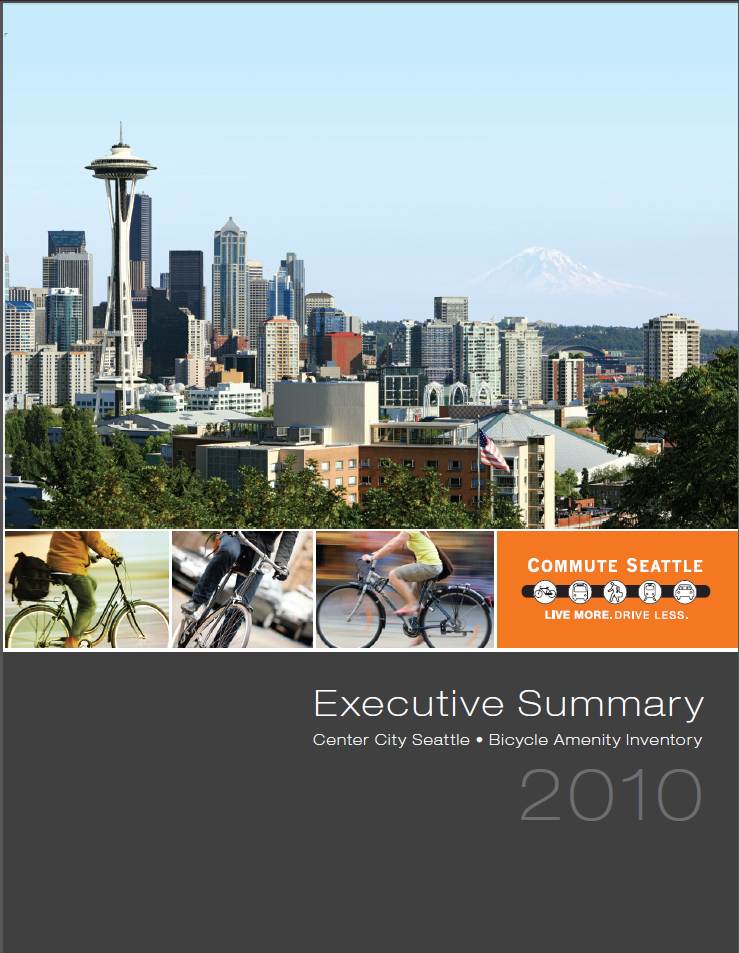 COMMUTE SEATTLE
LIVE MORE. DRIVE LESS.
Executive Summary
Center City Seattle • Bicycle Amenity Inventory
2010